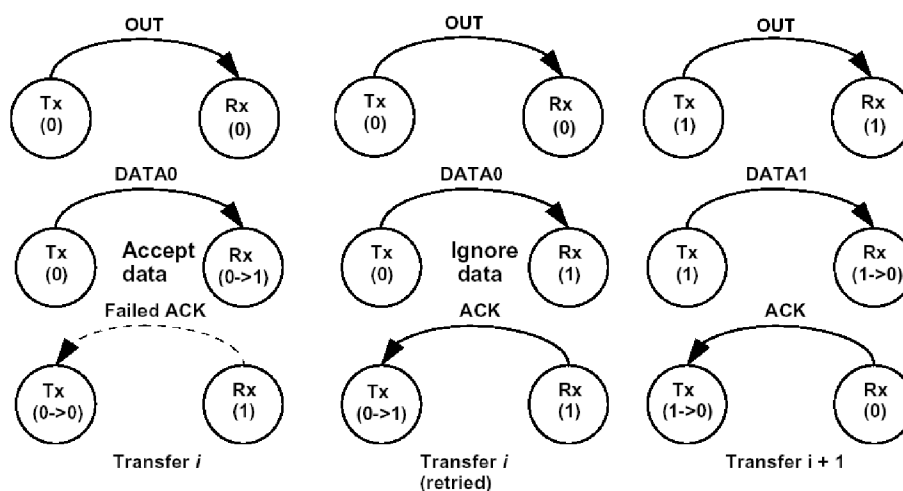 OUT
OUT
OUT
Tx
(0)
Rx
(0)
Tx
(0)
Rx
(0)
Tx
(1)
Rx
(1)
DATA0
DATA0
DATA1
Tx
(0)
Accept
data
Rx
(0->1)
Tx
(0)
Ignore
data
Rx
(1)
Tx
(1)
Rx
(1->0)
Failed ACK
ACK
ACK
Tx
(0->0)
Rx
(1)
Tx
(0->1)
Rx
(1)
Tx
(1->0)
Rx
(0)
Transfer i
Transfer i
(retried)
Transfer i + 1